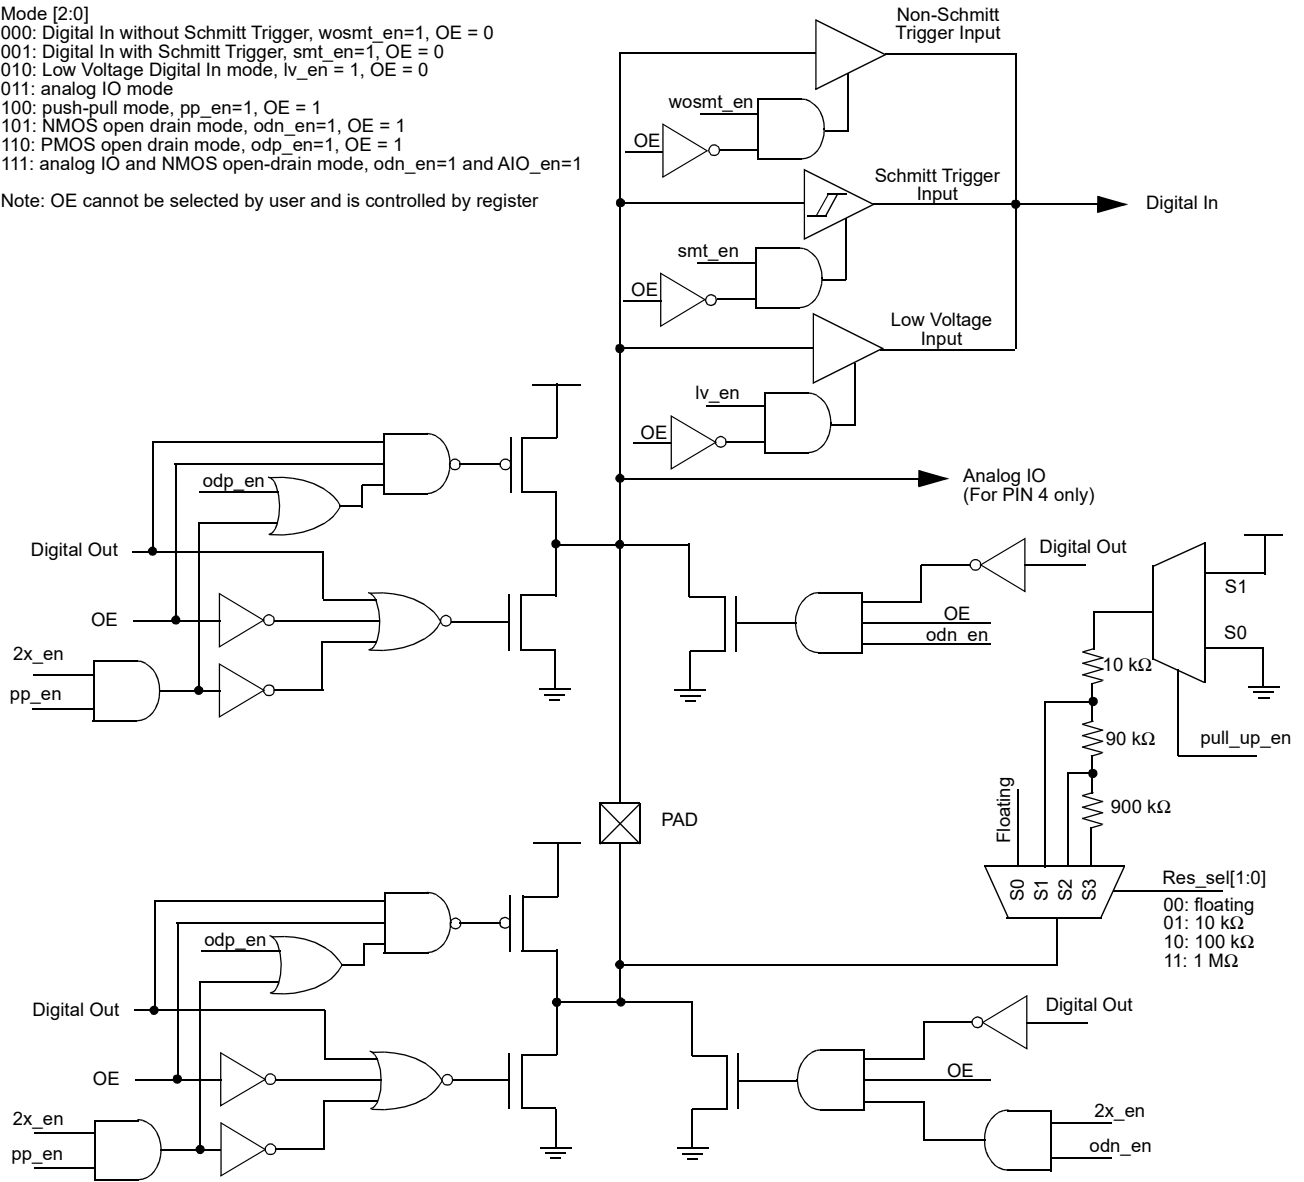 Mode [2:0]
000: Digital In without Schmitt Trigger, wosmt_en=1, OE = 0
001: Digital In with Schmitt Trigger, smt_en=1, OE = 0
010: Low Voltage Digital In mode, lv_en = 1, OE = 0
011: analog IO mode
100: push-pull mode, pp_en=1, OE = 1
101: NMOS open drain mode, odn_en=1, OE = 1
110: PMOS open drain mode, odp_en=1, OE = 1
111: analog IO and NMOS open-drain mode, odn_en=1 and AIO_en=1
Note: OE cannot be selected by user and is controlled by register
Non-Schmitt
Trigger Input
wosmt_en
OE
Schmitt Trigger
Input
Digital In
smt_en
OE
Low Voltage
Input
lv_en
OE
Analog IO
(For PIN 4 only)
odp_en
Digital Out
OE
2x_en
pp_en
Digital Out
OE
odn_en
S1
S0
10 kΩ
pull_up_en
90 kΩ
900 kΩ
Floating
PAD
S0
S1
S2
S3
Res_sel[1:0]
00: floating
01: 10 kΩ
10: 100 kΩ
11: 1 MΩ
odp_en
Digital Out
OE
2x_en
pp_en
Digital Out
OE
2x_en
odn_en